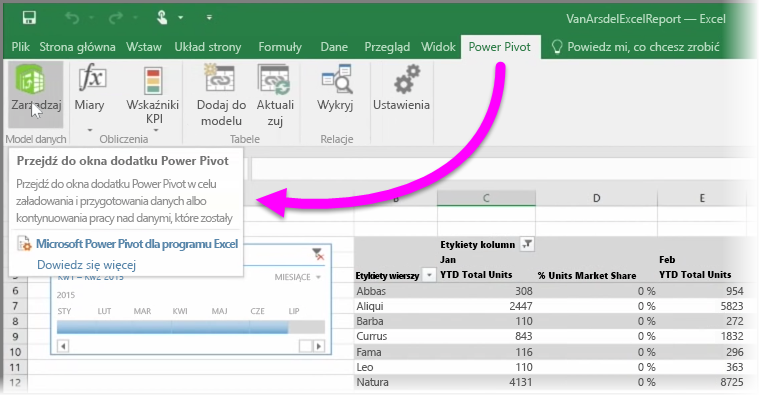 VanArsdelExcelReport — Excel
Plik Strona główna Wstaw Układ strony Formuły Dane Przegląd Widok Power Pivot Powiedz mi, co chcesz zrobić
Zarządzaj Miary Wskaźniki KPI Dodaj do modelu Aktualizuj Wykryj Ustawienia
Model danych Obliczenia Tabele Relacje
Przejdź do okna dodatku Power Pivot
Przejdź do okna dodatku Power Pivot w celu
załadowania i przygotowania danych albo
kontynuowania pracy nad danymi, które zostały
Microsoft Power Pivot dla programu Excel
Dowiedz się więcej
KW1 – KW2 2015 MIESIĄCE
2015
STY LUT MAR KWI MAJ CZE LIP
B C D E
Etykiety kolumn
Jan Feb
Etykiety wierszy YTD Total Units % Units Market Share YTD Total Units
6 Abbas 308 0 % 954
7 Aliqui 2447 0 % 5823
8 Barba 110 0 % 272
9 Currus 843 0 % 1832
10 Fama 116 0 % 296
11 Leo 110 0 % 363
12 Natura 4131 0 % 8725